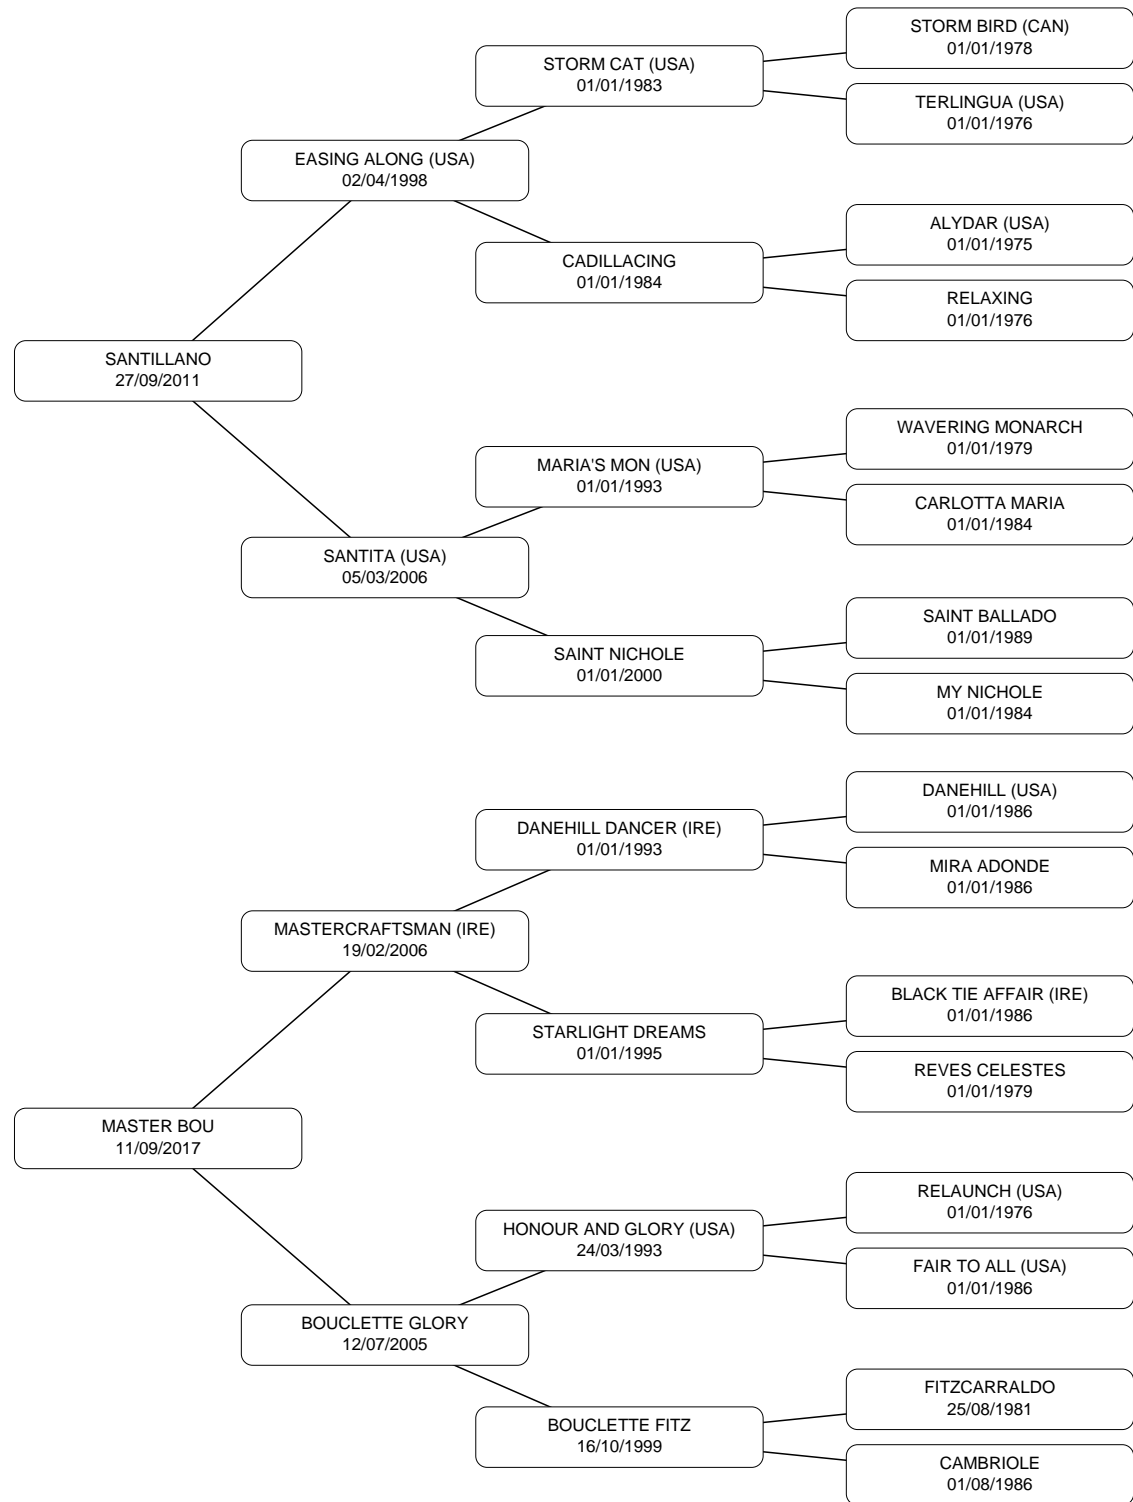 STORM BIRD (CAN)
01/01/1978
STORM CAT (USA)
01/01/1983
TERLINGUA (USA)
01/01/1976
EASING ALONG (USA)
02/04/1998
ALYDAR (USA)
01/01/1975
CADILLACING
01/01/1984
RELAXING
01/01/1976
SANTILLANO
27/09/2011
WAVERING MONARCH
01/01/1979
MARIA'S MON (USA)
01/01/1993
CARLOTTA MARIA
01/01/1984
SANTITA (USA)
05/03/2006
SAINT BALLADO
01/01/1989
SAINT NICHOLE
01/01/2000
MY NICHOLE
01/01/1984
DANEHILL (USA)
01/01/1986
DANEHILL DANCER (IRE)
01/01/1993
MIRA ADONDE
01/01/1986
MASTERCRAFTSMAN (IRE)
19/02/2006
BLACK TIE AFFAIR (IRE)
01/01/1986
STARLIGHT DREAMS
01/01/1995
REVES CELESTES
01/01/1979
MASTER BOU
11/09/2017
RELAUNCH (USA)
01/01/1976
HONOUR AND GLORY (USA)
24/03/1993
FAIR TO ALL (USA)
01/01/1986
BOUCLETTE GLORY
12/07/2005
FITZCARRALDO
25/08/1981
BOUCLETTE FITZ
16/10/1999
CAMBRIOLE
01/08/1986